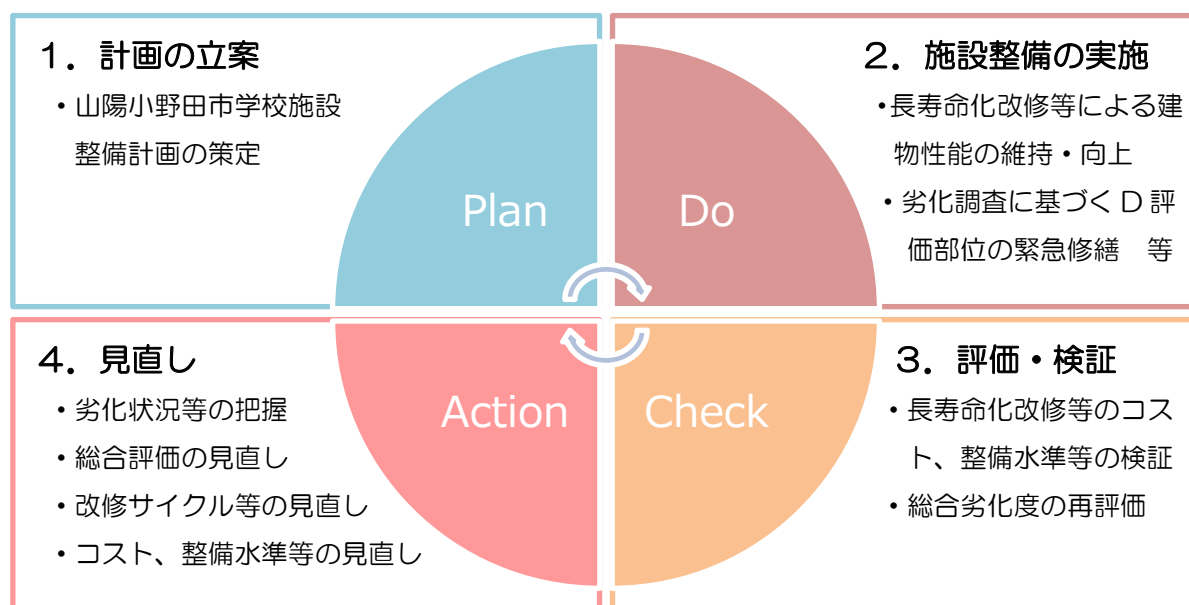 1．計画の立案
・山陽小野田市学校施設
整備計画の策定
Plan
2．施設整備の実施
・長寿命化改修等による建
物性能の維持・向上
・劣化調査に基づくD評
価部位の緊急修繕　等
Do
3．評価・検証
・長寿命化改修等のコス
ト、整備水準等の検証
・総合劣化度の再評価
Check
4．見直し
・劣化状況等の把握
・総合評価の見直し
・改修サイクル等の見直し
・コスト、整備水準等の見直し
Action